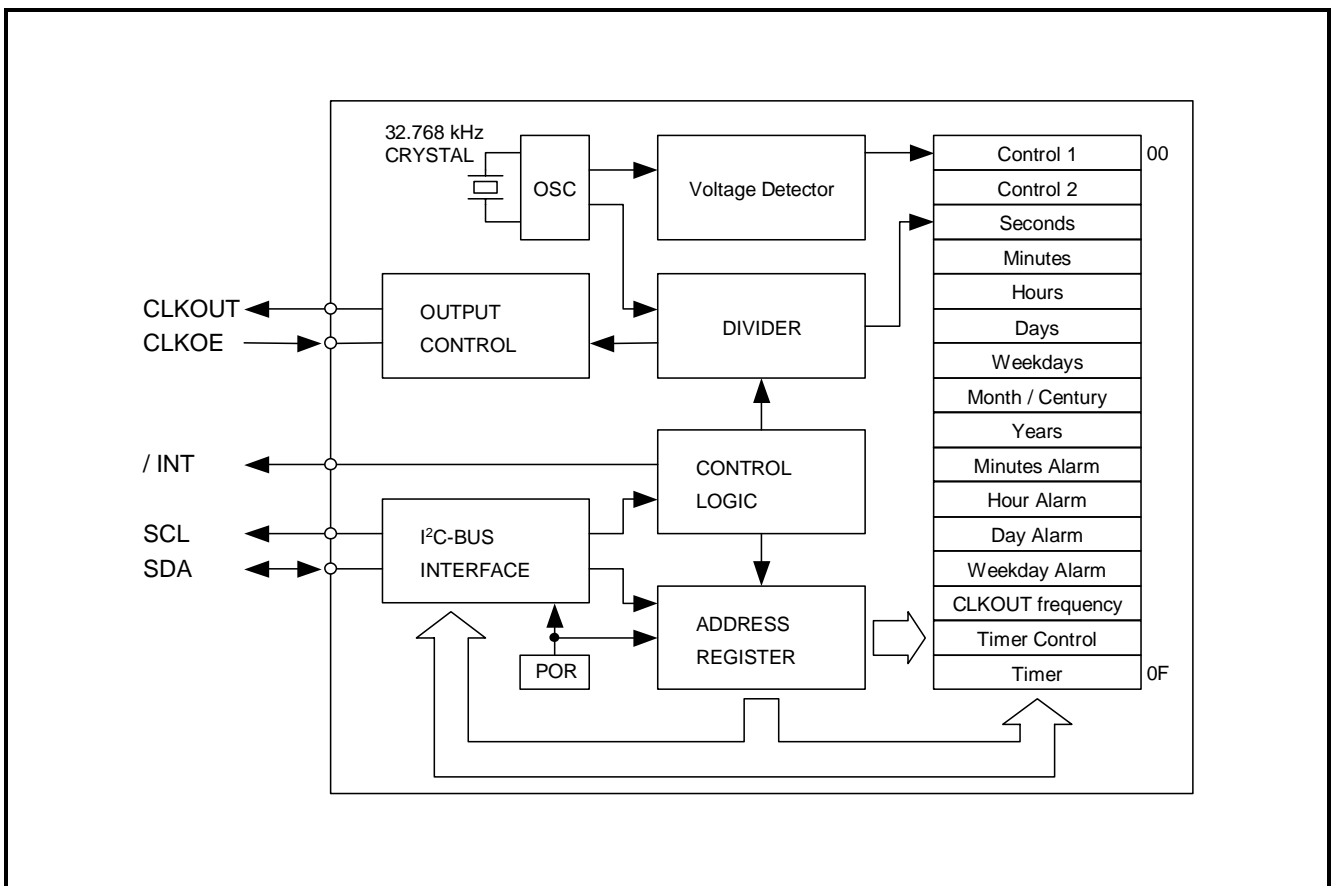 32.768 kHz
CRYSTAL
OSC
Voltage Detector
Control 1
00
Control 2
Seconds
Minutes
Hours
Days
Weekdays
Month / Century
Years
Minutes Alarm
Hour Alarm
Day Alarm
Weekday Alarm
CLKOUT frequency
Timer Control
Timer
0F
CLKOUT
CLKOE
OUTPUT
CONTROL
DIVIDER
/ INT
CONTROL
LOGIC
SCL
SDA
I²C-BUS
INTERFACE
ADDRESS
REGISTER
POR